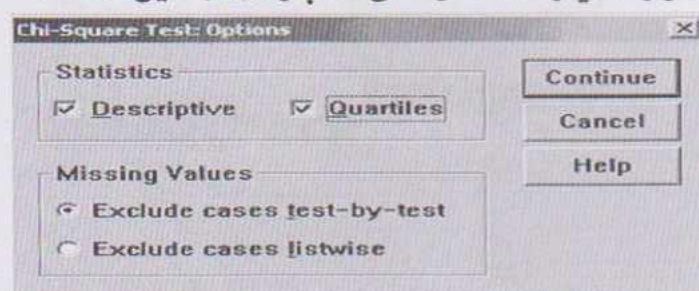 Chi-Square Test: Options
Statistics
Descriptive
Quartiles
Missing Values
Exclude cases test-by-test
Exclude cases listwise
Continue
Cancel
Help